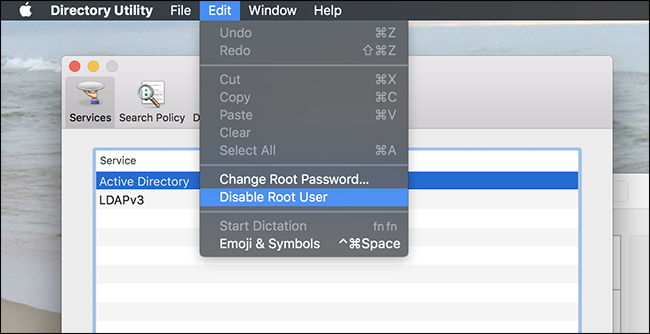 Directory Utility File Edit Window Help
Undo ⌘Z
Redo ⇧⌘Z
Cut ⌘X
Copy ⌘C
Paste ⌘V
Clear
Select All ⌘A
Change Root Password...
Disable Root User
Start Dictation fn fn
Emoji & Symbols ^⌘Space
Services Search Policy D
Service
Active Directory
LDAPv3